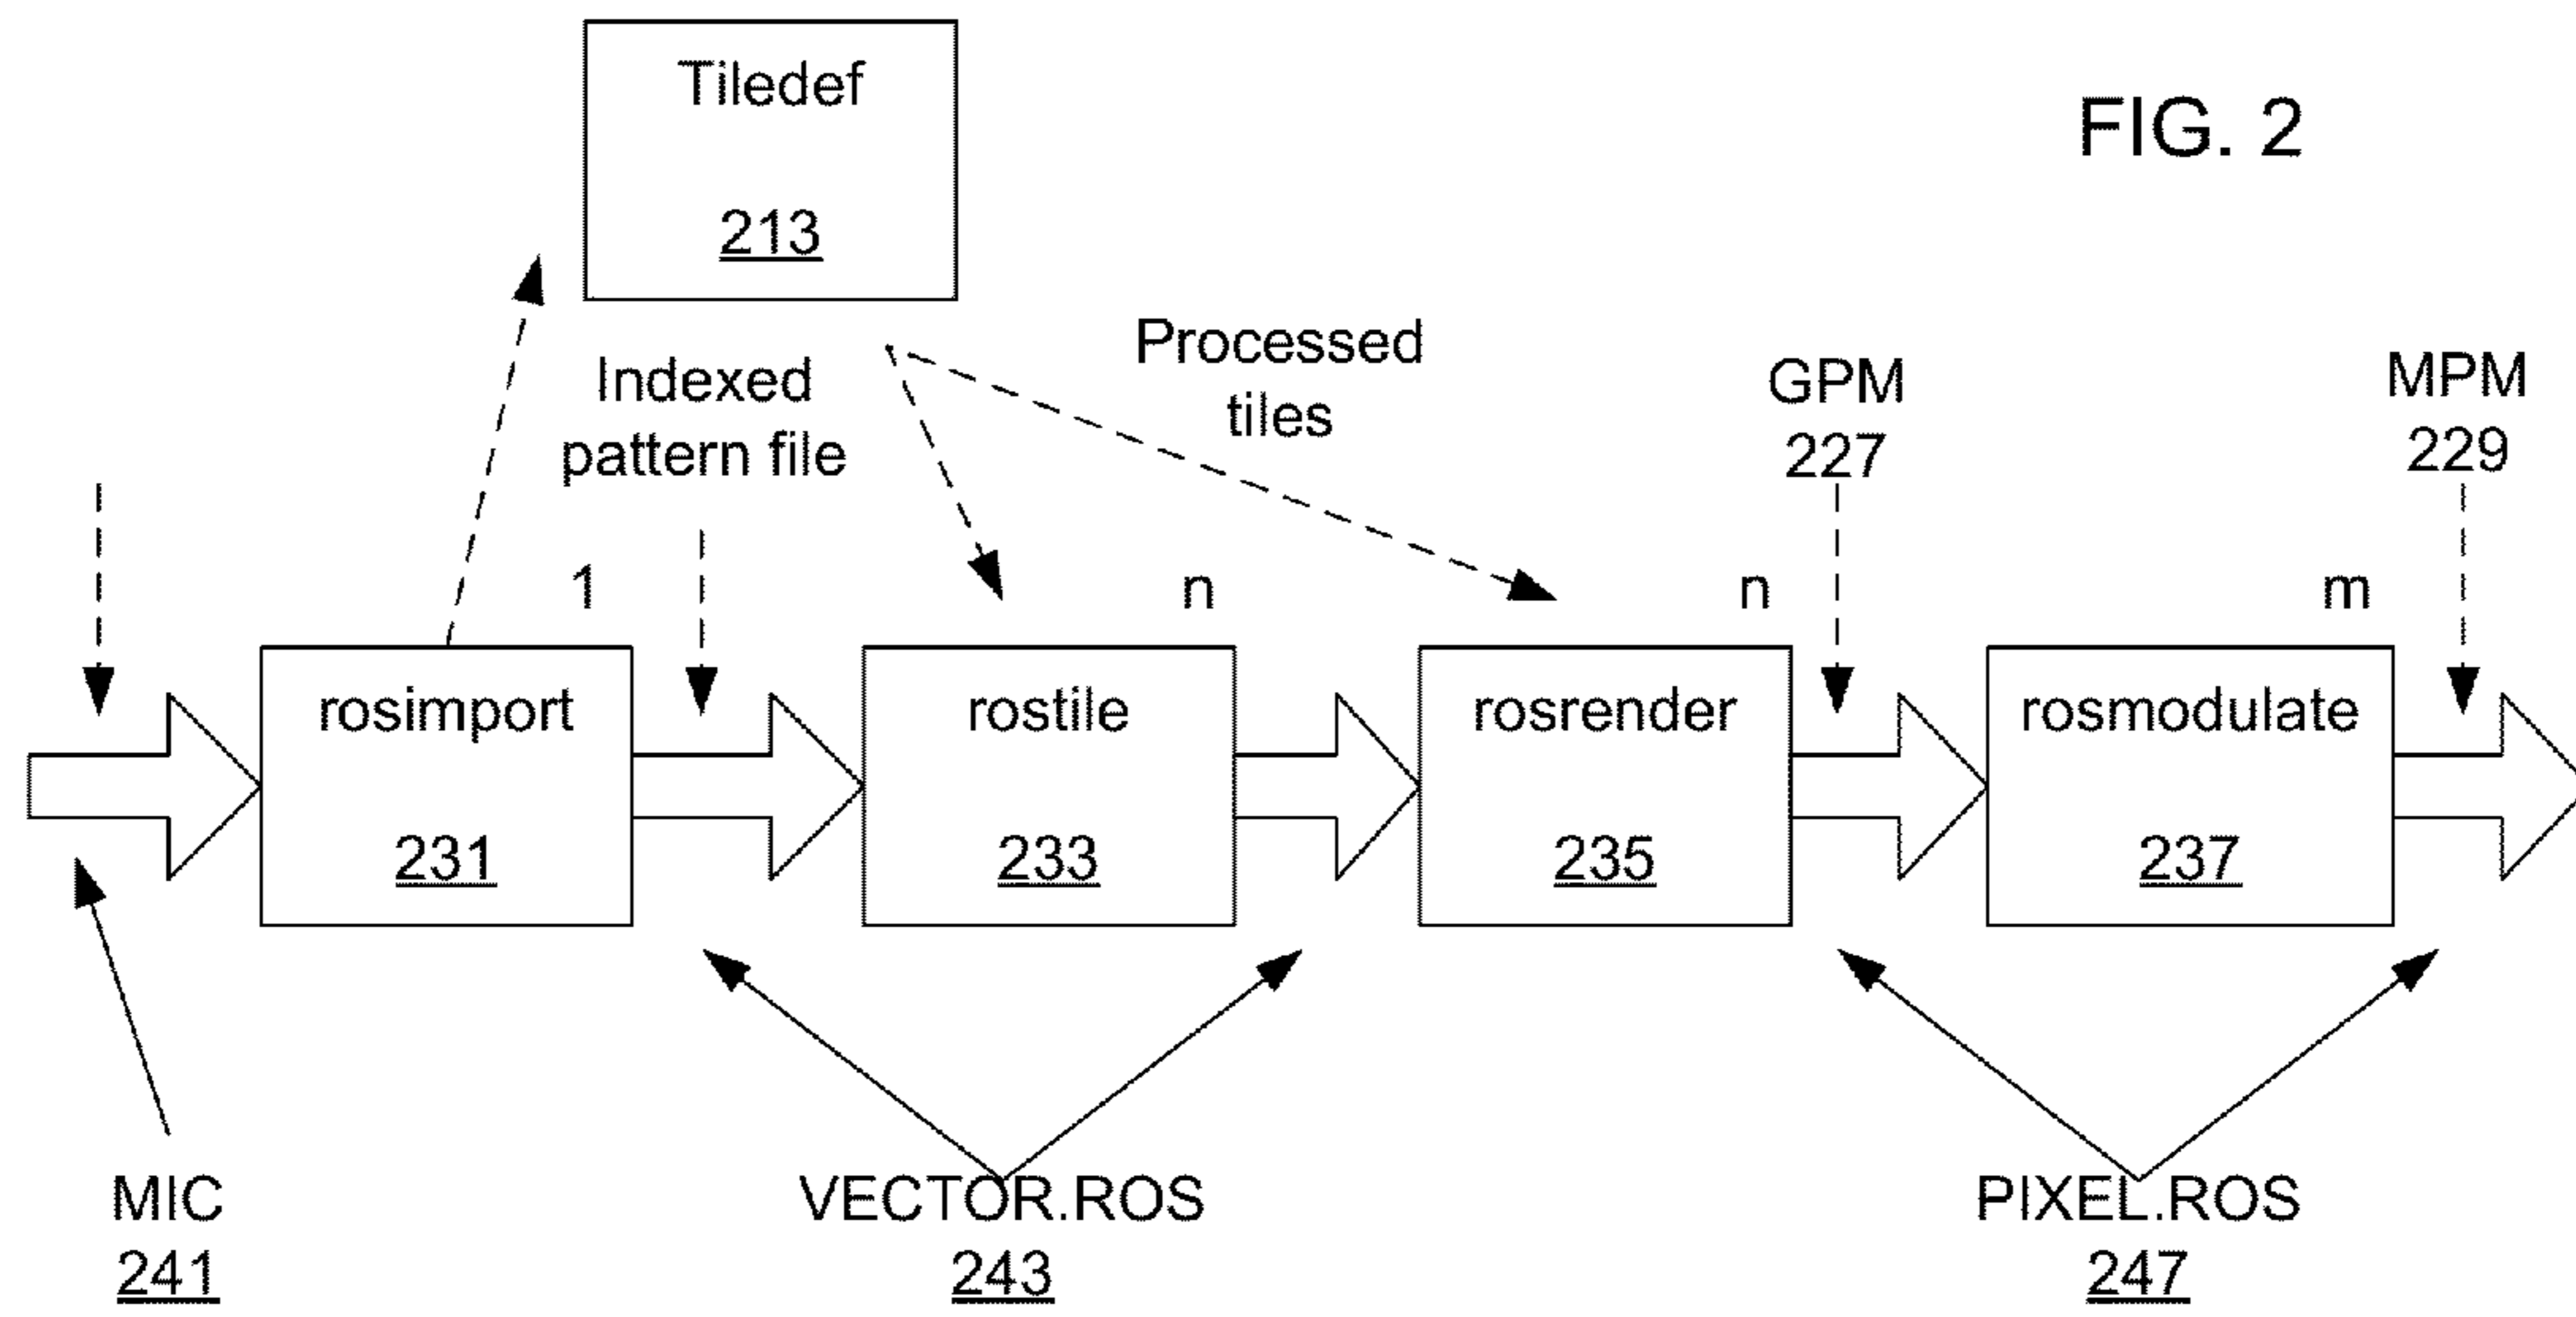 Tiledef
213
FIG. 2
Indexed
pattern file
Processed
tiles
GPM
227
MPM
229
1
n
n
m
rosimport
231
rostile
233
rosrender
235
rosmodulate
237
MIC
241
VECTOR.ROS
243
PIXEL.ROS
247